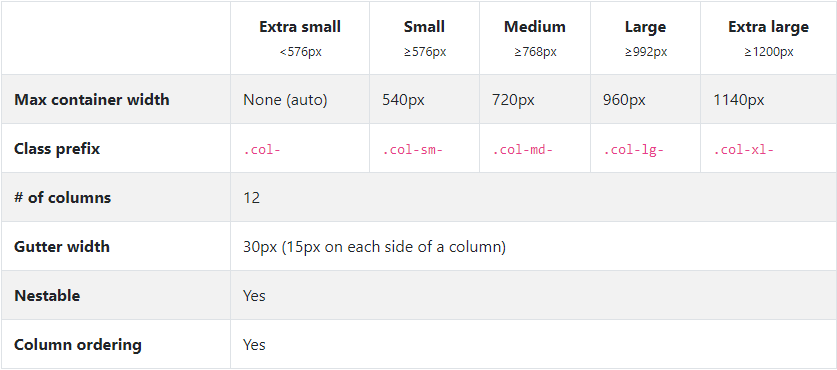 Extra small Small Medium Large Extra large
<576px ≥576px ≥768px ≥992px ≥1200px
Max container width None (auto) 540px 720px 960px 1140px
Class prefix .col- .col-sm- .col-md- .col-lg- .col-xl-
# of columns 12
Gutter width 30px (15px on each side of a column)
Nestable Yes
Column ordering Yes